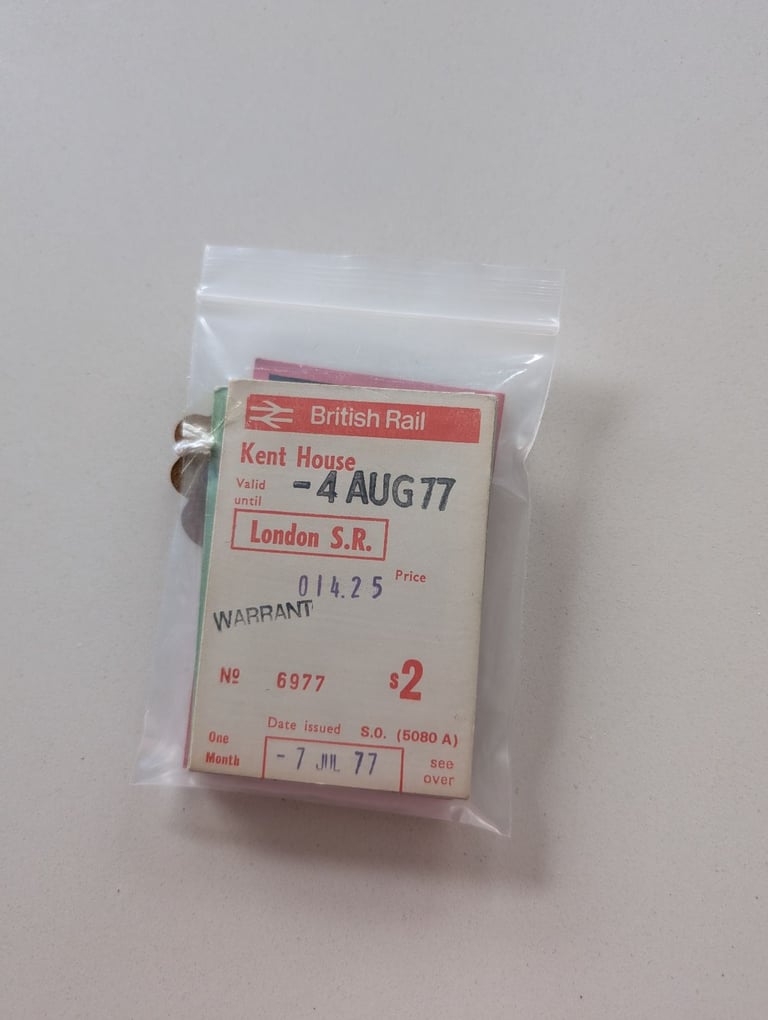 British Rail
Kent House
Valid until
-4 AUG 77
London S.R.
Price
014.25
WARRANT
Nº 6977 s2
Date issued S.O. (5080 A)
One Month
- 7 JUL 77
see over